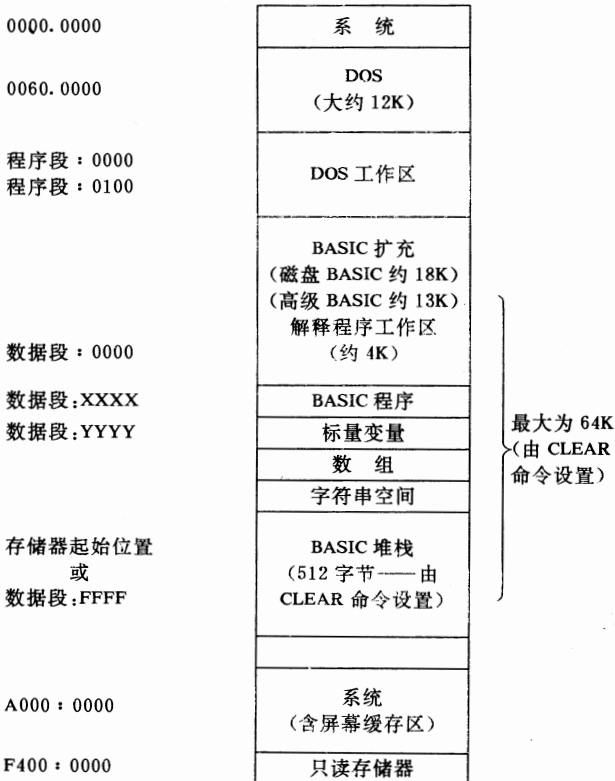 0000.0000
系 统
0060.0000
DOS
(大约 12K)
程序段:0000
程序段:0100
DOS 工作区
BASIC 扩充
(磁盘 BASIC 约 18K)
(高级 BASIC 约 13K)
解释程序工作区
(约 4K)
数据段:0000
数据段:XXXX
BASIC 程序
数据段:YYYY
标量变量
数 组
字符串空间
最大为 64K
(由 CLEAR
命令设置)
存储器起始位置
或
数据段:FFFF
BASIC 堆栈
(512 字节——由
CLEAR 命令设置)
A000:0000
系统
(含屏幕缓存区)
F400:0000
只读存储器